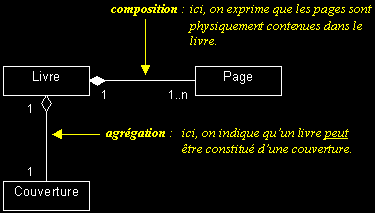 composition : ici, on exprime que les pages sont
physiquement contenues dans le
livre.
Livre
Page
1
1..n
1
agrégation : ici, on indique qu'un livre peut
être constitué d'une couverture.
1
Couverture